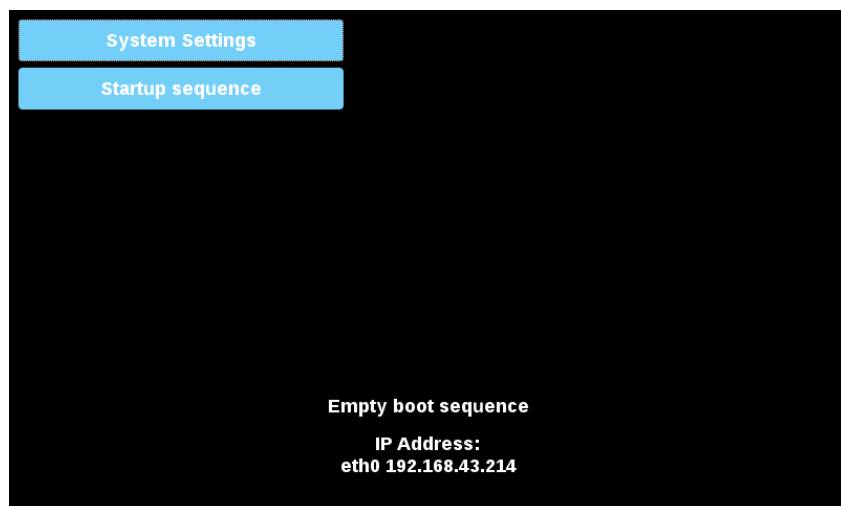 System Settings
Startup sequence
Empty boot sequence
IP Address:
eth0 192.168.43.214